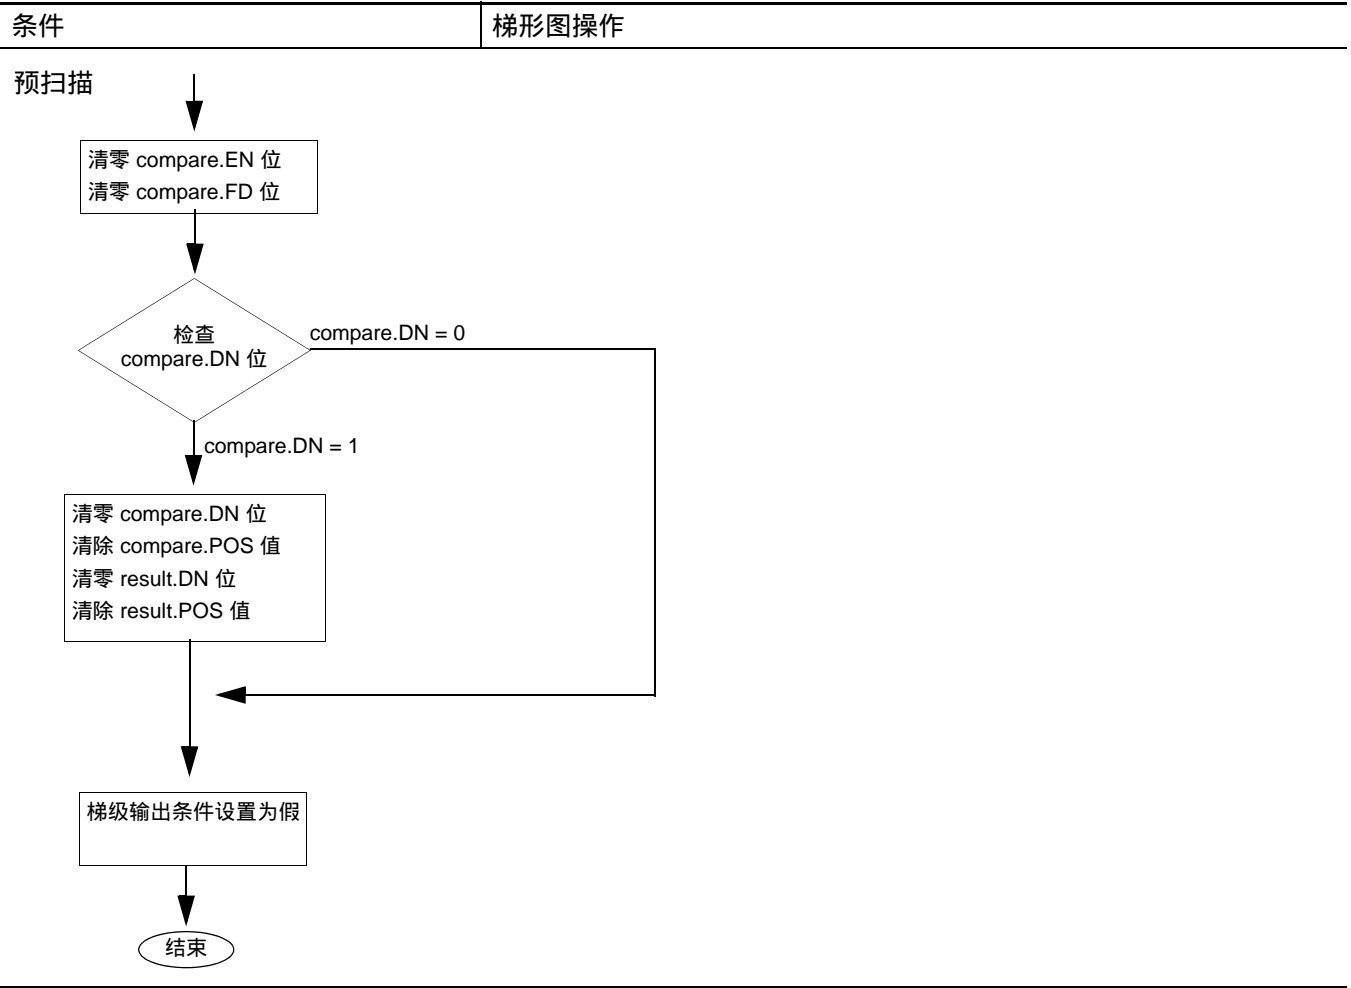 条件
梯形图操作
预扫描
清零 compare.EN 位
清零 compare.FD 位
检查
compare.DN 位
compare.DN = 0
compare.DN = 1
清零 compare.DN 位
清除 compare.POS 值
清零 result.DN 位
清除 result.POS 值
梯级输出条件设置为假
结束